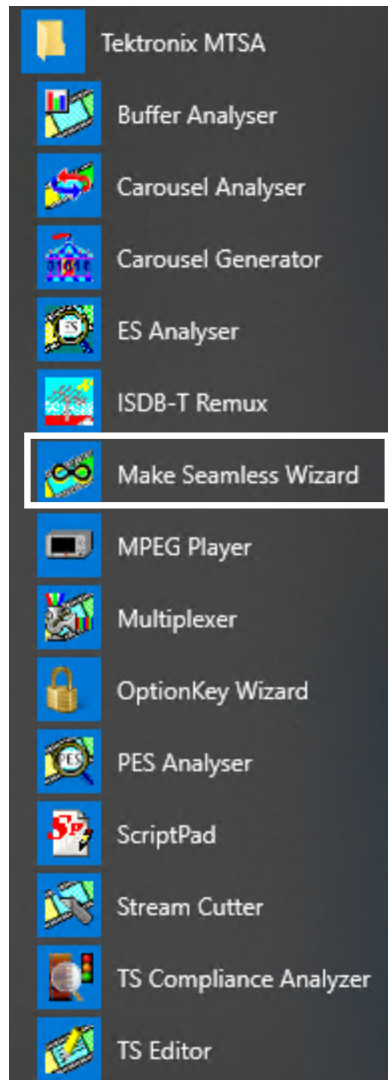 Tektronix MTSA
Buffer Analyser
Carousel Analyser
Carousel Generator
ES Analyser
ISDB-T Remux
Make Seamless Wizard
MPEG Player
Multiplexer
OptionKey Wizard
PES Analyser
ScriptPad
Stream Cutter
TS Compliance Analyzer
TS Editor